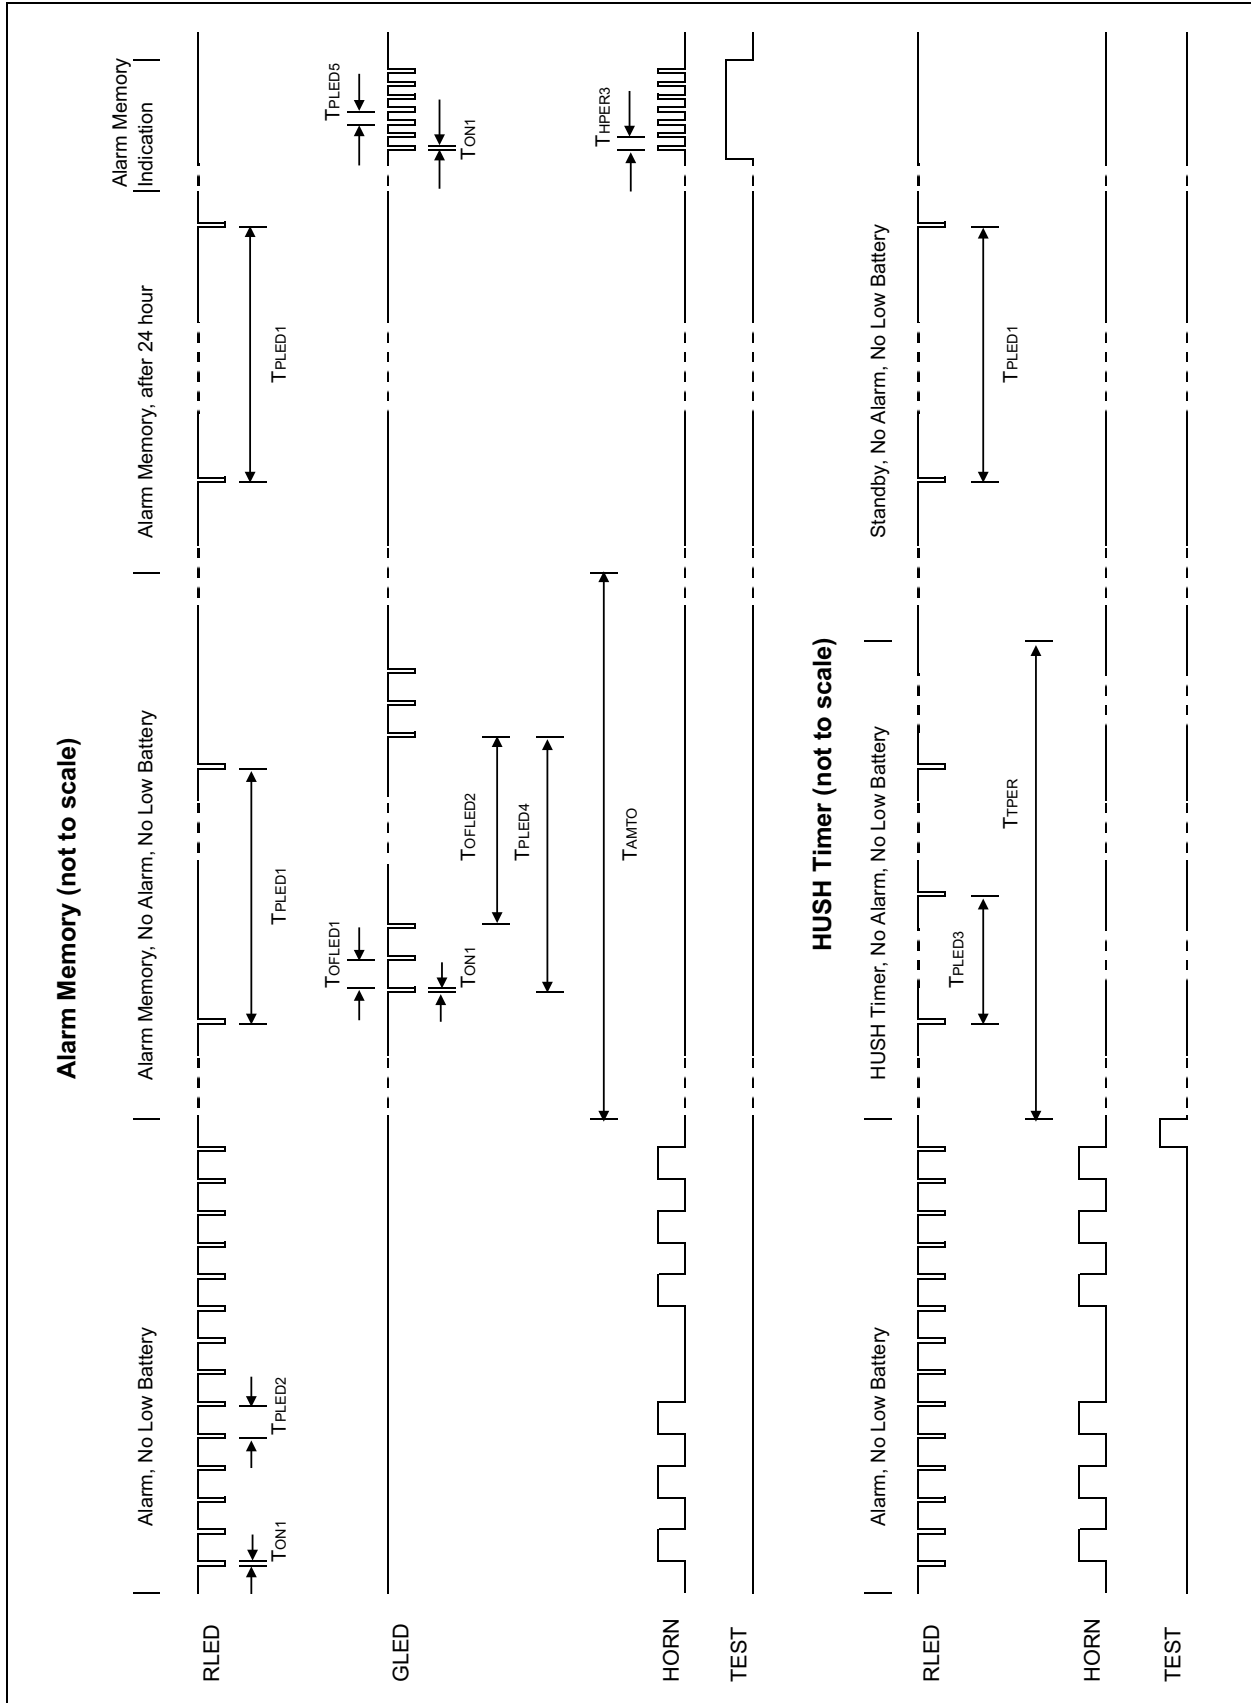 Alarm Memory (not to scale)
Alarm, No Low Battery
Alarm Memory, No Alarm, No Low Battery
Alarm Memory, after 24 hour
Alarm Memory
Indication
RLED
TON1
TPLED2
TPLED1
TPLED1
GLED
TOFLED1
TON1
TOFLED2
TPLED4
TPLED5
TON1
TAMTO
THPER3
HORN
TEST
HUSH Timer (not to scale)
Alarm, No Low Battery
HUSH Timer, No Alarm, No Low Battery
Standby, No Alarm, No Low Battery
RLED
TPLED3
TPLED1
TTPER
HORN
TEST